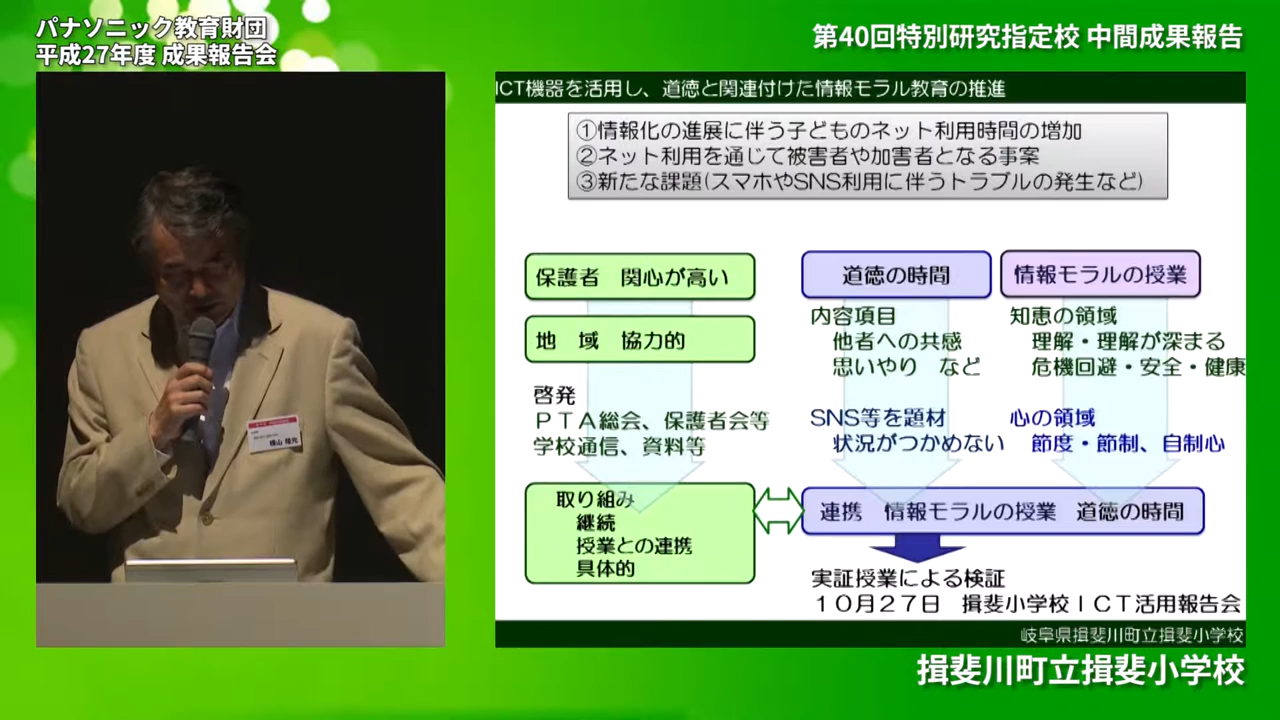 パナソニック教育財団
平成27年度 成果報告会
第40回特別研究指定校 中間成果報告
ICT機器を活用し、道徳と関連付けた情報モラル教育の推進
①情報化の進展に伴う子どものネット利用時間の増加
②ネット利用を通じて被害者や加害者となる事案
③新たな課題(スマホやSNS利用に伴うトラブルの発生など)
保護者　関心が高い
地　域　協力的
啓発
ＰＴＡ総会、保護者会等
学校通信、資料等
取り組み
継続
授業との連携
具体的
道徳の時間
内容項目
他者への共感
思いやり　など
SNS等を題材
状況がつかめない
情報モラルの授業
知恵の領域
理解・理解が深まる
危機回避・安全・健康
心の領域
節度・節制、自制心
連携　情報モラルの授業　道徳の時間
実証授業による検証
１０月２７日　揖斐小学校ＩＣＴ活用報告会
岐阜県揖斐川町立揖斐小学校
揖斐川町立揖斐小学校